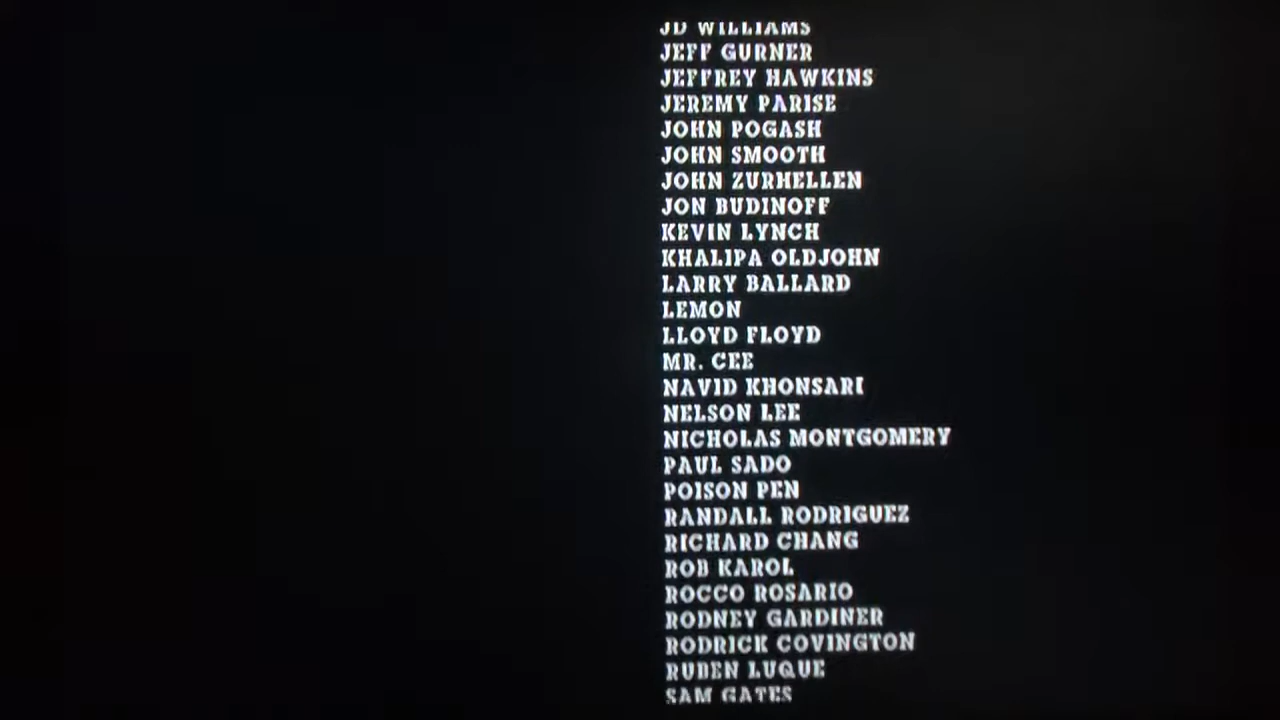 JD WILLIAMS
JEFF GURNER
JEFFREY HAWKINS
JEREMY PARISE
JOHN POGASH
JOHN SMOOTH
JOHN ZURHELLEN
JON BUDINOFF
KEVIN LYNCH
KHALIPA OLDJOHN
LARRY BALLARD
LEMON
LLOYD FLOYD
MR. CEE
NAVID KHONSARI
NELSON LEE
NICHOLAS MONTGOMERY
PAUL SADO
POISON PEN
RANDALL RODRIGUEZ
RICHARD CHANG
ROB KAROL
ROCCO ROSARIO
RODNEY GARDINER
RODRICK COVINGTON
RUBEN LUQUE
SAM GATES